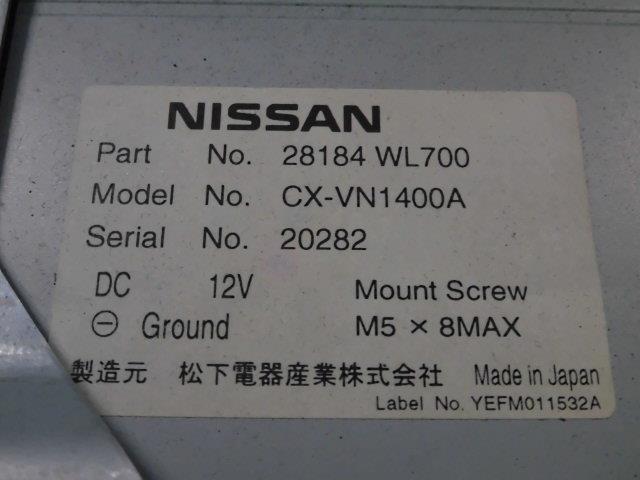 NISSAN
Part No. 28184 WL700
Model No. CX-VN1400A
Serial No. 20282
DC 12V Mount Screw
⊖ Ground M5 × 8MAX
製造元 松下電器産業株式会社 Made in Japan
Label No. YEFM011532A